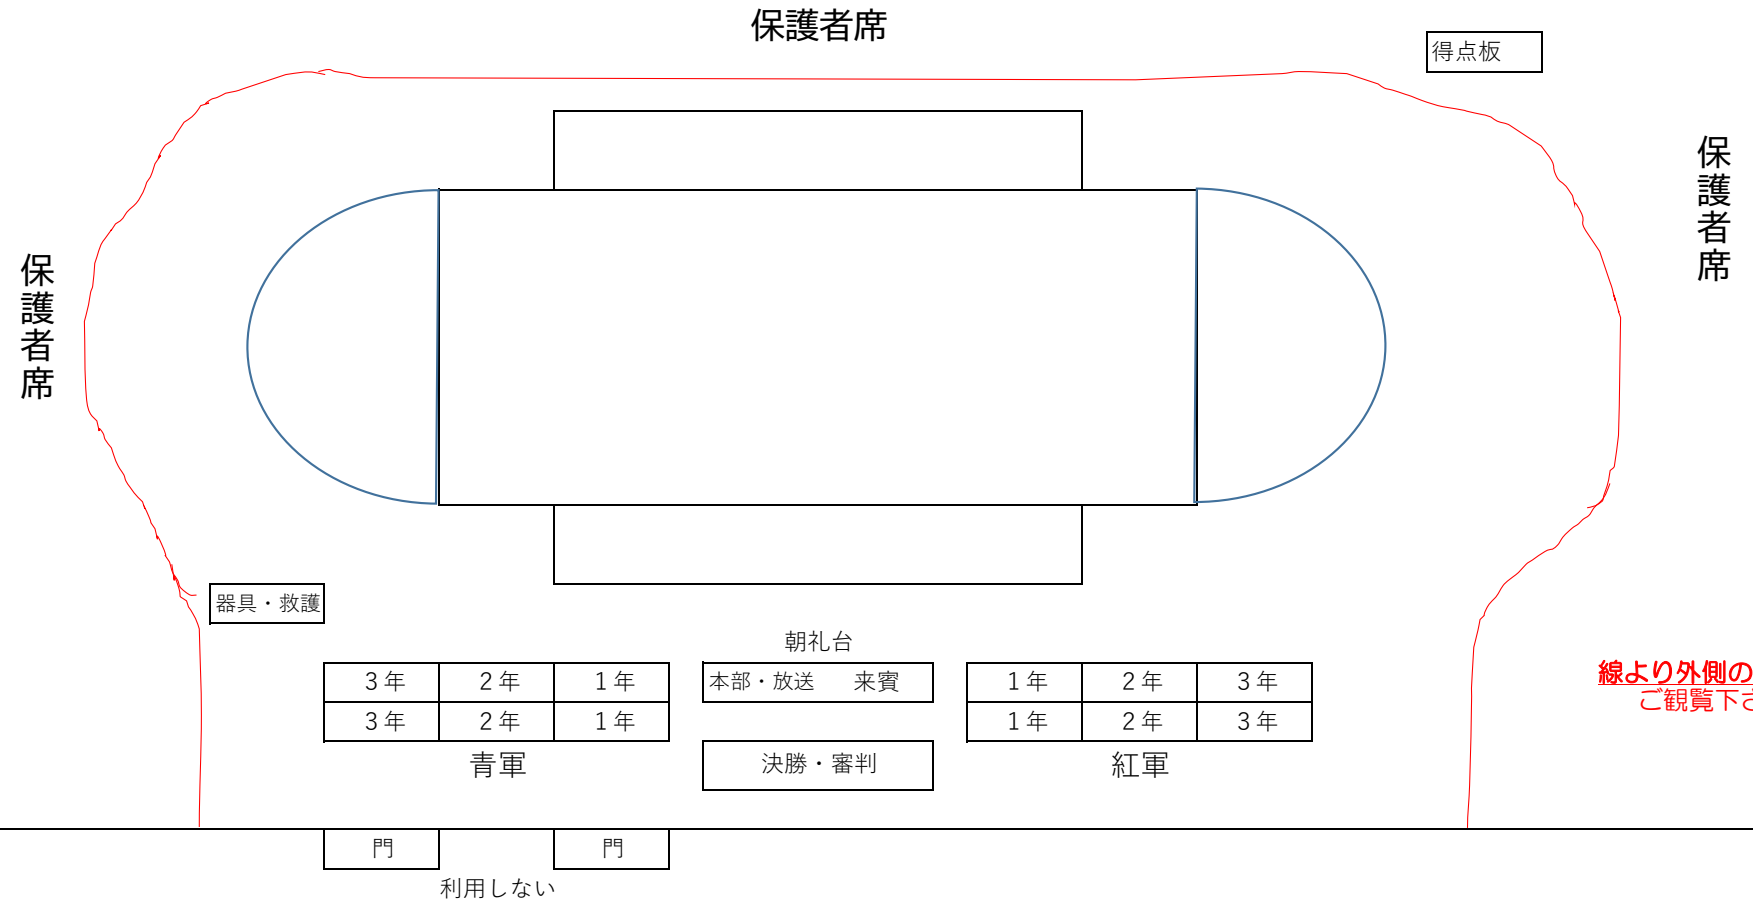 保護者席
得点板
保護者席
保護者席
器具・救護
朝礼台
3年 2年 1年
本部・放送 来賓
1年 2年 3年
3年 2年 1年
1年 2年 3年
青軍
決勝・審判
紅軍
線より外側の
ご観覧下さ
門 門
利用しない